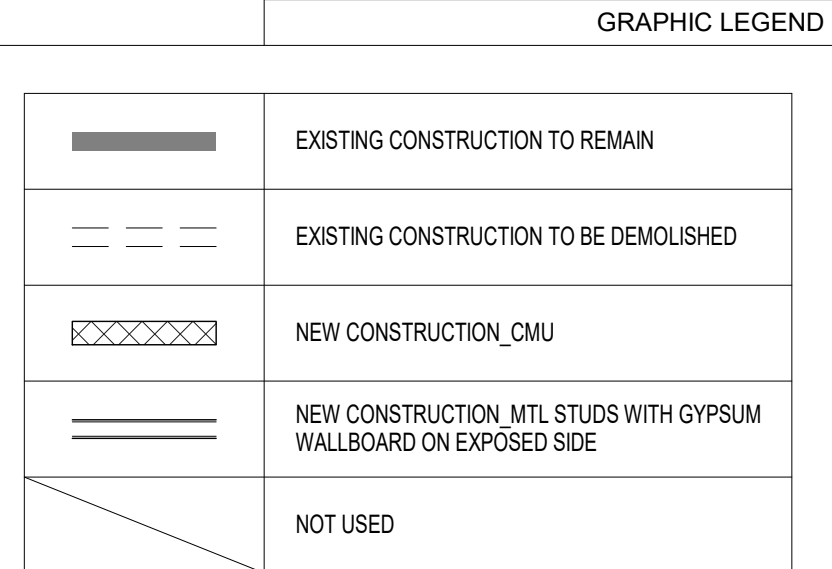 GRAPHIC LEGEND
EXISTING CONSTRUCTION TO REMAIN
EXISTING CONSTRUCTION TO BE DEMOLISHED
NEW CONSTRUCTION_CMU
NEW CONSTRUCTION_MTL STUDS WITH GYPSUM
WALLBOARD ON EXPOSED SIDE
NOT USED